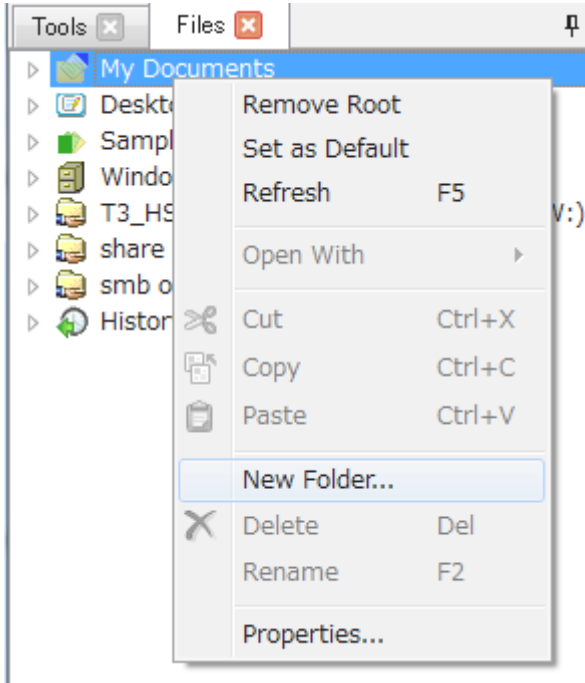 Tools Files
My Documents
Deskto
Remove Root
Sampl
Set as Default
Windo
Refresh F5
T3_HS
V:)
share
Open With
smb o
Histor
Cut Ctrl+X
Copy Ctrl+C
Paste Ctrl+V
New Folder...
Delete Del
Rename F2
Properties...